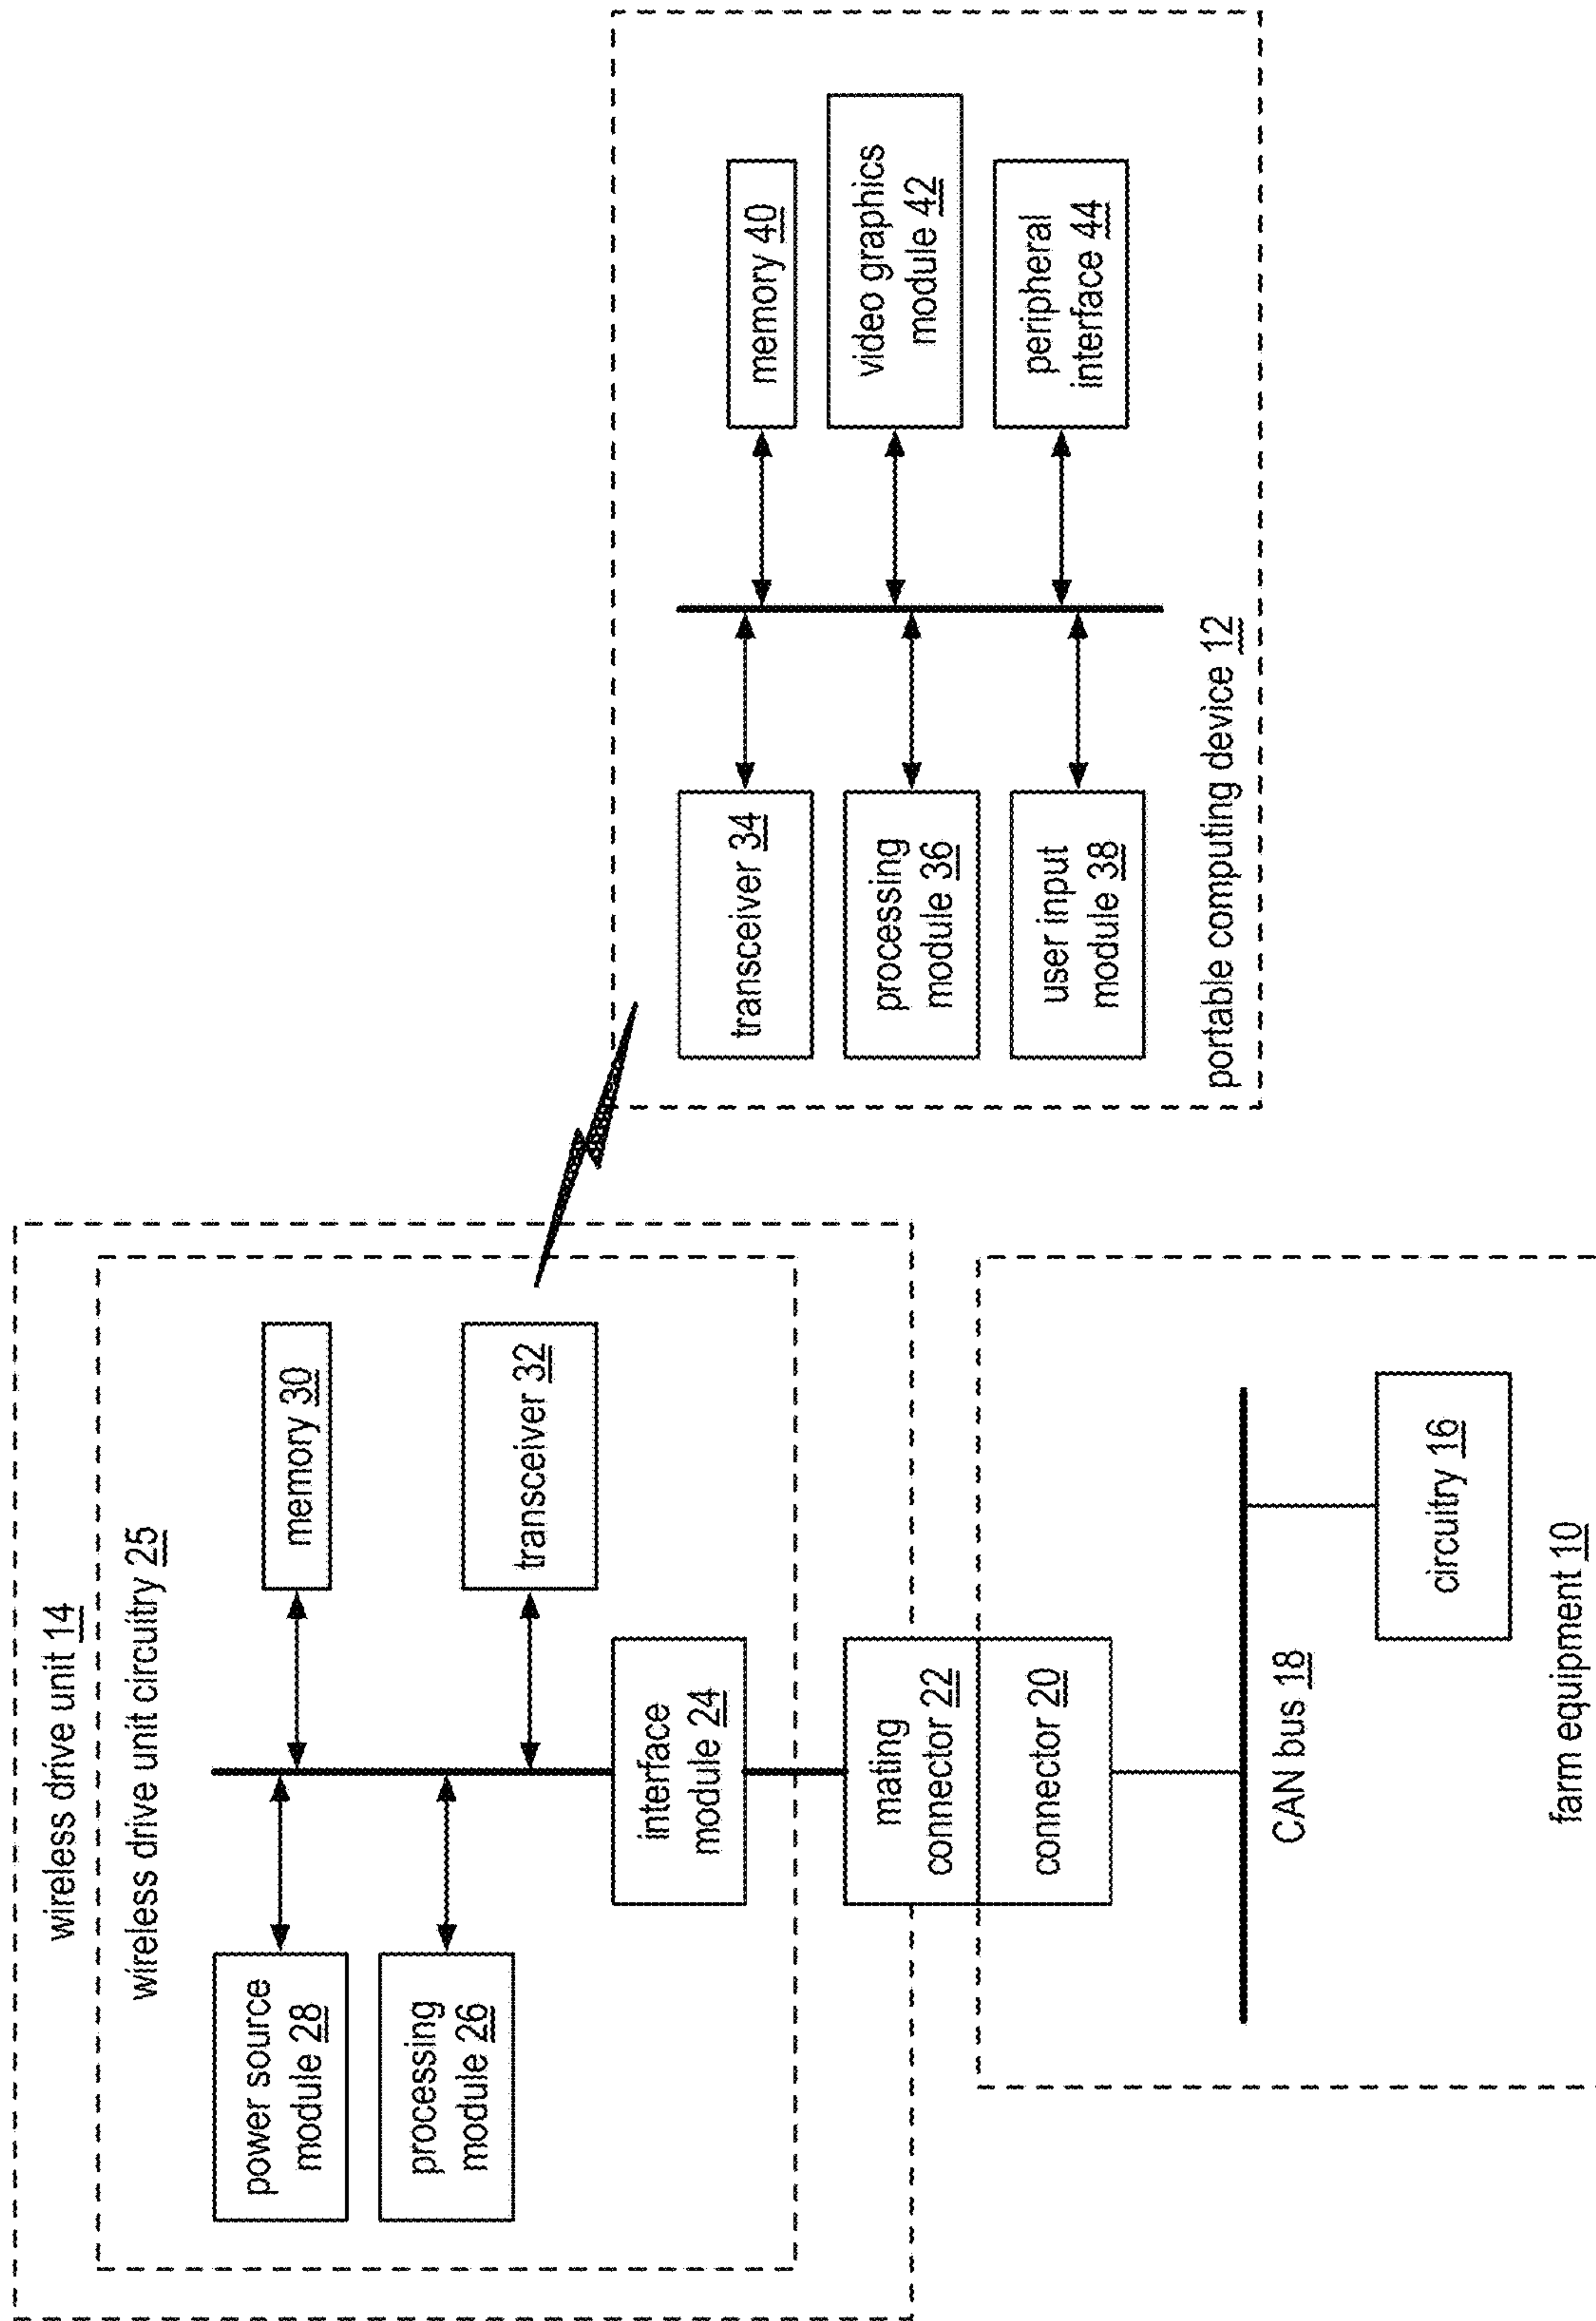 wireless drive unit 14
wireless drive unit circuitry 25
power source
module 28
memory 30
processing
module 26
transceiver 32
interface
module 24
mating
connector 22
connector 20
CAN bus 18
circuitry 16
farm equipment 10
transceiver 34
memory 40
processing
module 36
video graphics
module 42
user input
module 38
peripheral
interface 44
portable computing device 12